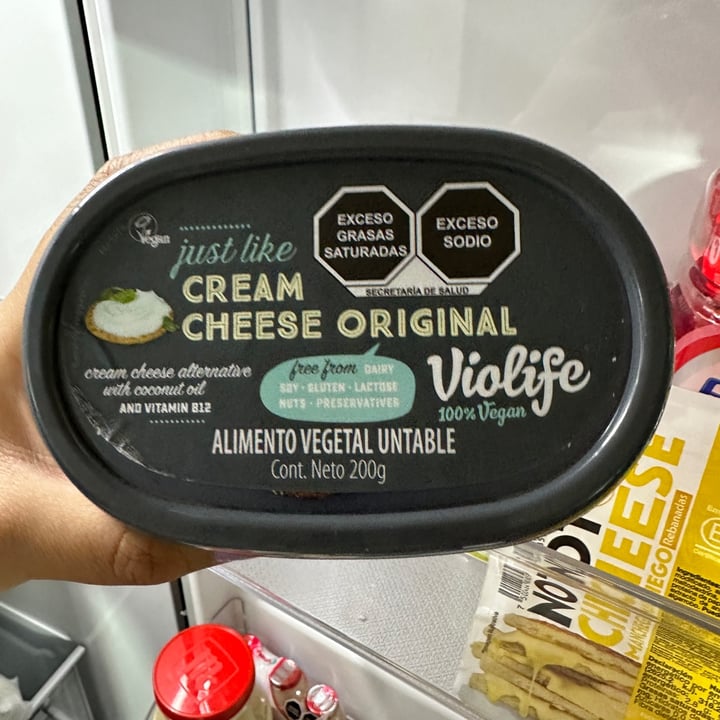 Vegan
just like
CREAM
CHEESE ORIGINAL
EXCESO
GRASAS
SATURADAS
EXCESO
SODIO
SECRETARÍA DE SALUD
cream cheese alternative
with coconut oil
AND VITAMIN B12
free from DAIRY
SOY · GLUTEN · LACTOSE
NUTS · PRESERVATIVES
Violife
100% Vegan
ALIMENTO VEGETAL UNTABLE
Cont. Neto 200g
NOT
Rebanadas